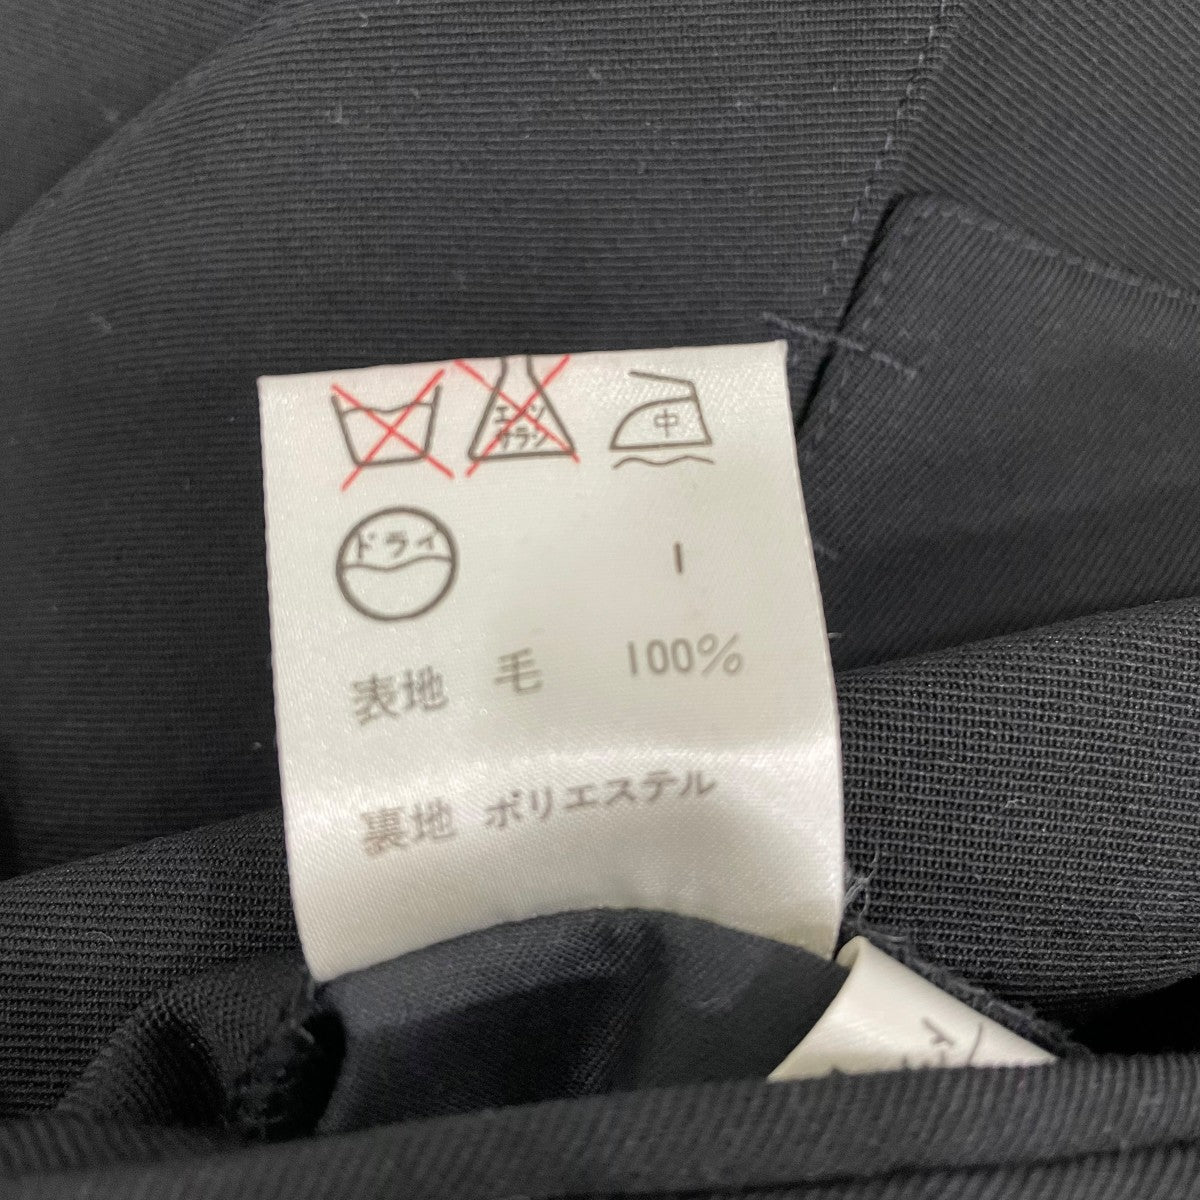 エンソ
サラシ
中
ドライ
1
表地 毛 100%
裏地 ポリエステル